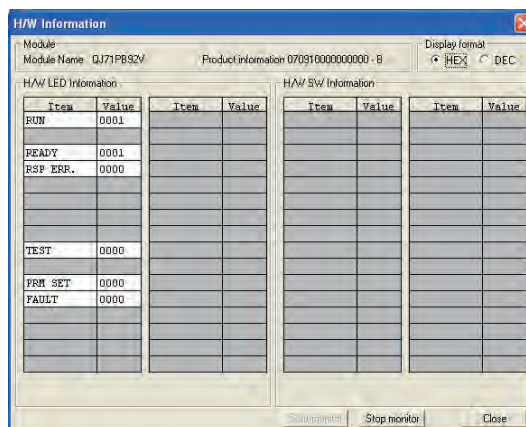 H/W Information
Module
Module Name QJ71PB92V Product information 070910000000000 - B
Display format
HEX DEC
H/W LED Information
H/W SW Information
Item Value Item Value Item Value Item Value
RUN 0001
READY 0001
RSP ERR. 0000
TEST 0000
PRM SET 0000
FAULT 0000
Start monitor Stop monitor Close